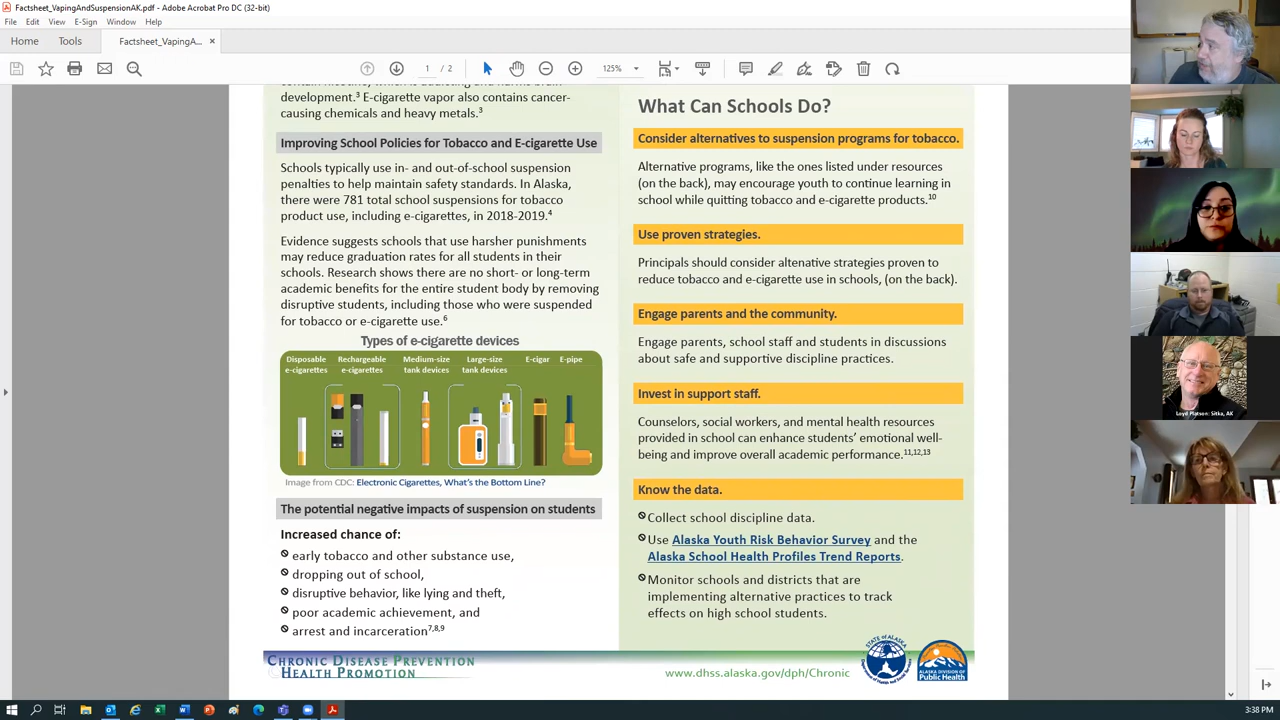 Factsheet_VapingAndSuspensionAK.pdf - Adobe Acrobat Pro DC (32-bit)
File Edit View E-Sign Window Help
Home Tools Factsheet_VapingA... ×
1 / 2 125%
development.3 E-cigarette vapor also contains cancer-
causing chemicals and heavy metals.3
Improving School Policies for Tobacco and E-cigarette Use
Schools typically use in- and out-of-school suspension
penalties to help maintain safety standards. In Alaska,
there were 781 total school suspensions for tobacco
product use, including e-cigarettes, in 2018-2019.4
Evidence suggests schools that use harsher punishments
may reduce graduation rates for all students in their
schools. Research shows there are no short- or long-term
academic benefits for the entire student body by removing
disruptive students, including those who were suspended
for tobacco or e-cigarette use.6
Types of e-cigarette devices
Disposable e-cigarettes
Rechargeable e-cigarettes
Medium-size tank devices
Large-size tank devices
E-cigar
E-pipe
Image from CDC: Electronic Cigarettes, What's the Bottom Line?
The potential negative impacts of suspension on students
Increased chance of:
early tobacco and other substance use,
dropping out of school,
disruptive behavior, like lying and theft,
poor academic achievement, and
arrest and incarceration7,8,9
What Can Schools Do?
Consider alternatives to suspension programs for tobacco.
Alternative programs, like the ones listed under resources
(on the back), may encourage youth to continue learning in
school while quitting tobacco and e-cigarette products.10
Use proven strategies.
Principals should consider altenative strategies proven to
reduce tobacco and e-cigarette use in schools, (on the back).
Engage parents and the community.
Engage parents, school staff and students in discussions
about safe and supportive discipline practices.
Invest in support staff.
Counselors, social workers, and mental health resources
provided in school can enhance students' emotional well-
being and improve overall academic performance.11,12,13
Know the data.
Collect school discipline data.
Use Alaska Youth Risk Behavior Survey and the
Alaska School Health Profiles Trend Reports.
Monitor schools and districts that are
implementing alternative practices to track
effects on high school students.
Chronic Disease Prevention
Health Promotion
www.dhss.alaska.gov/dph/Chronic
STATE OF ALASKA
ALASKA DIVISION OF
Public Health
Loyd Platson: Sitka, AK
3:38 PM